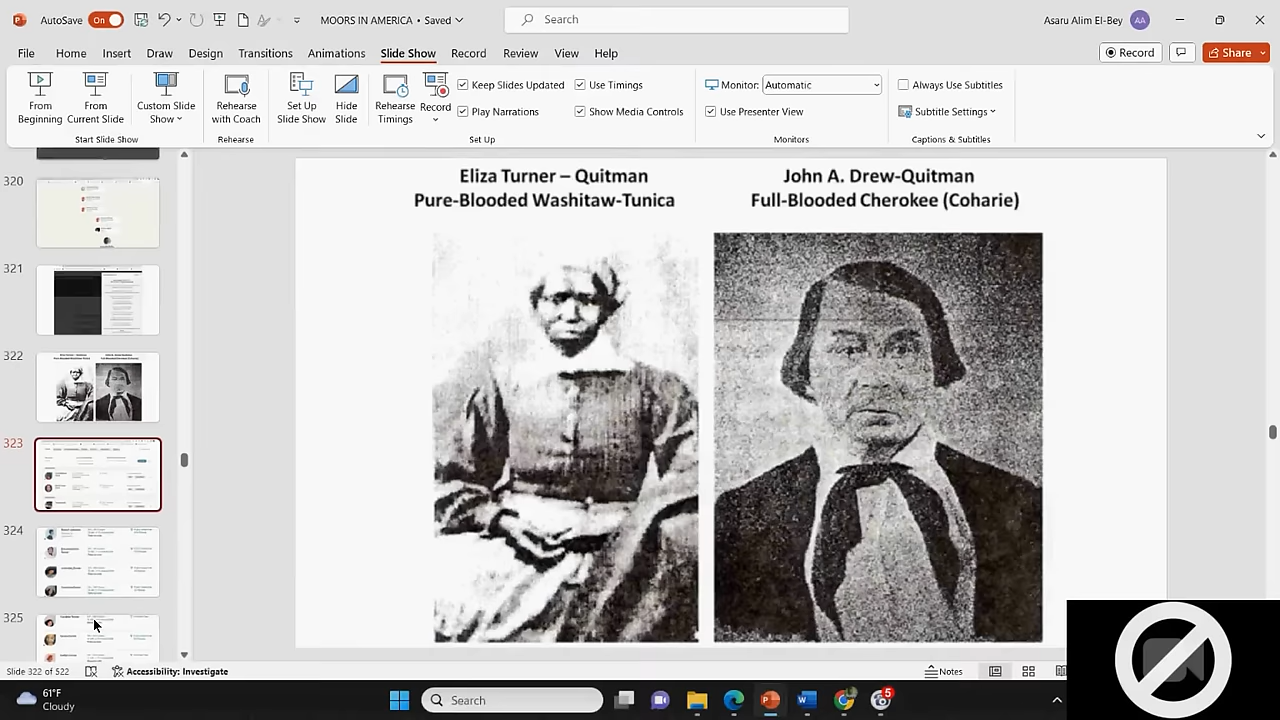 AutoSave On MOORS IN AMERICA • Saved Search Asaru Alim El-Bey AA
File Home Insert Draw Design Transitions Animations Slide Show Record Review View Help Record Share
From Beginning
From Current Slide
Custom Slide Show
Start Slide Show
Rehearse with Coach
Rehearse
Set Up Slide Show
Hide Slide
Rehearse Timings
Record
Keep Slides Updated
Use Timings
Play Narrations
Show Media Controls
Set Up
Monitor: Automatic
Use Presenter View
Monitors
Always Use Subtitles
Subtitle Settings
Captions & Subtitles
320
321
322
323
324
325
Eliza Turner – Quitman
Pure-Blooded Washitaw-Tunica
John A. Drew-Quitman
Full-Blooded Cherokee (Coharie)
Slide 322 of 522 Accessibility: Investigate Notes
61°F
Cloudy
Search
5